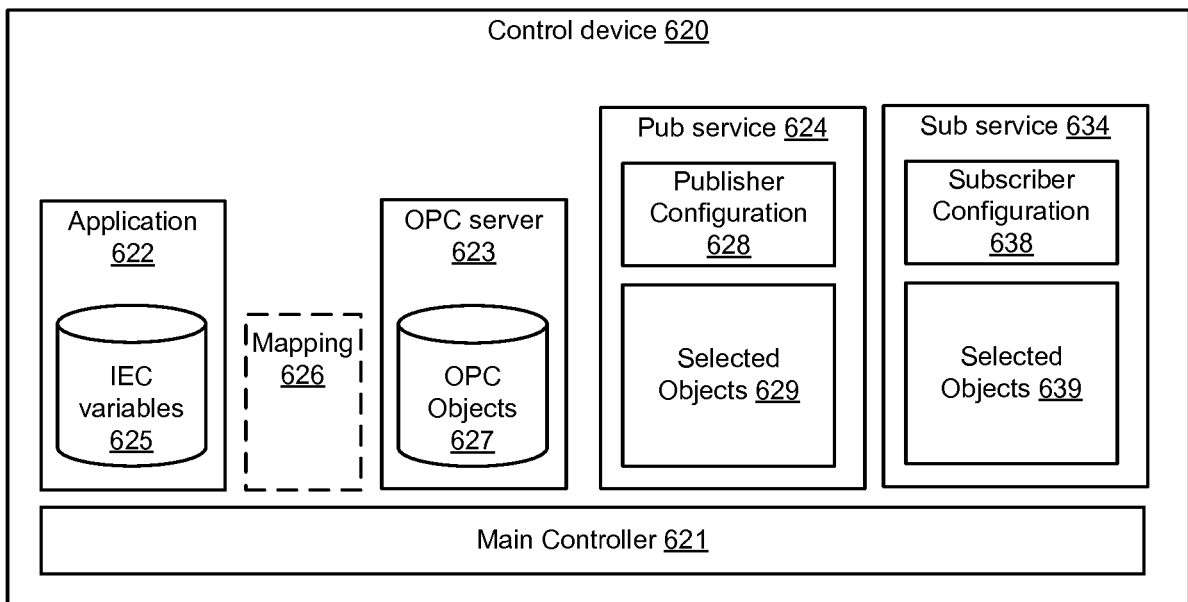 Control device 620
Application
622
IEC
variables
625
Mapping
626
OPC server
623
OPC
Objects
627
Pub service 624
Publisher
Configuration
628
Selected
Objects 629
Sub service 634
Subscriber
Configuration
638
Selected
Objects 639
Main Controller 621